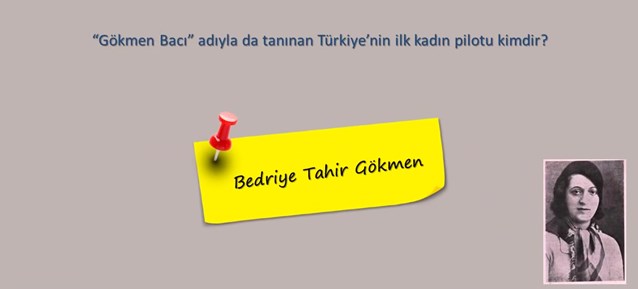 “Gökmen Bacı” adıyla da tanınan Türkiye’nin ilk kadın pilotu kimdir?
Bedriye Tahir Gökmen